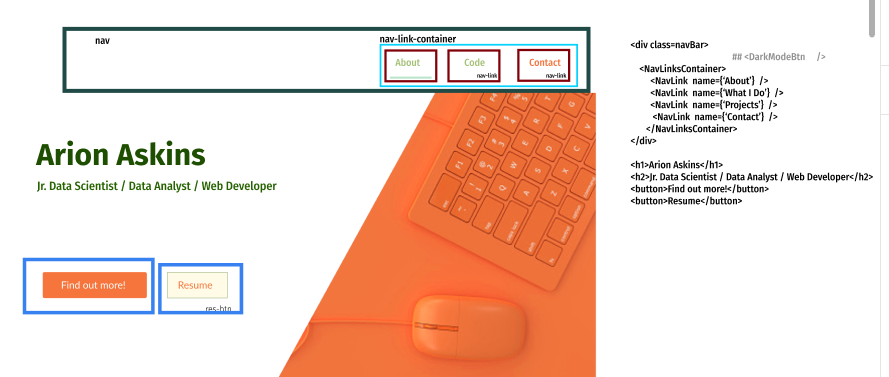 nav
nav-link-container
About
Code
Contact
nav-link
nav-link
Arion Askins
Jr. Data Scientist / Data Analyst / Web Developer
Find out more!
Resume
res-btn
<div class=navBar>
## <DarkModeBtn />
<NavLinksContainer>
<NavLink name={‘About’} />
<NavLink name={‘What I Do’} />
<NavLink name={‘Projects’} />
<NavLink name={‘Contact’} />
</NavLinksContainer>
</div>
<h1>Arion Askins</h1>
<h2>Jr. Data Scientist / Data Analyst / Web Developer</h2>
<button>Find out more!</button>
<button>Resume</button>